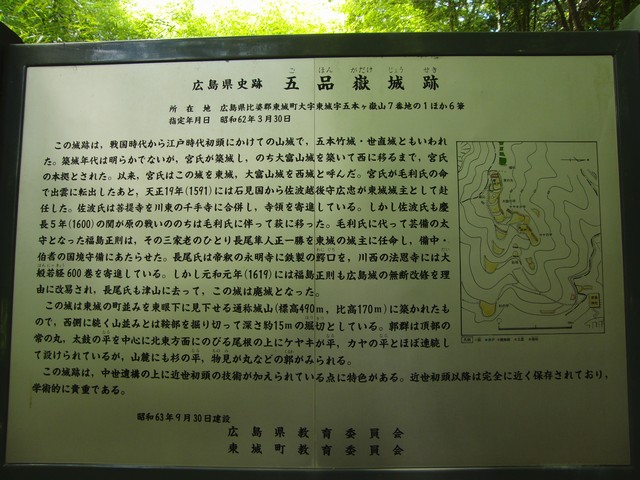 広島県史跡 五品嶽城跡
ご ほん がだけ じょう せき
所在地 広島県比婆郡東城町大字東城字五本ヶ嶽山7番地の1ほか6筆
指定年月日 昭和62年3月30日
この城跡は，戦国時代から江戸時代初頭にかけての山城で，五本竹城・世直城ともいわれ
た。築城年代は明らかでないが，宮氏が築城し，のち大富山城を築いて西に移るまで，宮氏
の本拠とされた。以来，宮氏はこの城を東城，大富山城を西城と呼んだ。宮氏が毛利氏の命
で出雲に転出したあと，天正19年(1591)には石見国から佐波越後守広忠が東城城主として赴
任した。佐波氏は菩提寺を川東の千手寺に合併し，寺領を寄進している。しかし佐波氏も慶
長5年(1600)の関が原の戦いののちは毛利氏に伴って萩に移った。毛利氏に代って芸備の太
守となった福島正則は，その三家老のひとり長尾隼人正一勝を東城の城主に任命し，備中・
伯耆の国境守備にあたらせた。長尾氏は帝釈の永明寺に鉄製の鰐口を，川西の法恩寺には大
般若経600巻を寄進している。しかし元和元年(1619)には福島正則も広島城の無断改修を理
由に改易され，長尾氏も津山に去って，この城は廃城となった。
この城は東城の町並みを東眼下に見下せる通称城山(標高490m，比高170m)に築かれたも
ので，西側に続く山並みとは鞍部を掘り切って深さ約15mの堀切としている。郭群は頂部の
常の丸，太鼓の平を中心に北東方向にのびる尾根の上にケヤキが平，カヤの平とほぼ連続し
て設けられているが，山麓にも杉の平，物見が丸などの郭がみられる。
この城跡は，中世遺構の上に近世初頭の技術が加えられている点に特色がある。近世初頭以降は完全に近く保存されており，
学術的に貴重である。
昭和63年9月30日建設
広島県教育委員会
東城町教育委員会